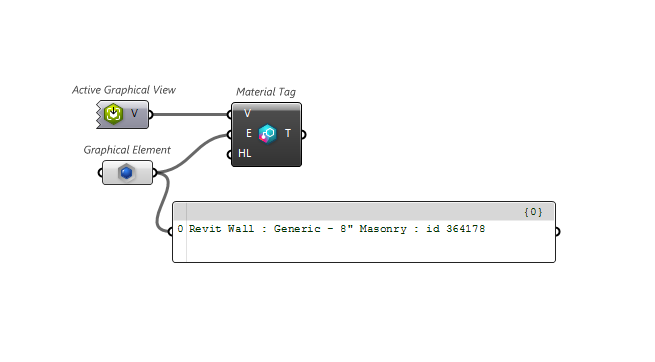 Active Graphical View
Material Tag
V
V
E
T
Graphical Element
HL
{0}
0 Revit Wall : Generic - 8" Masonry : id 364178